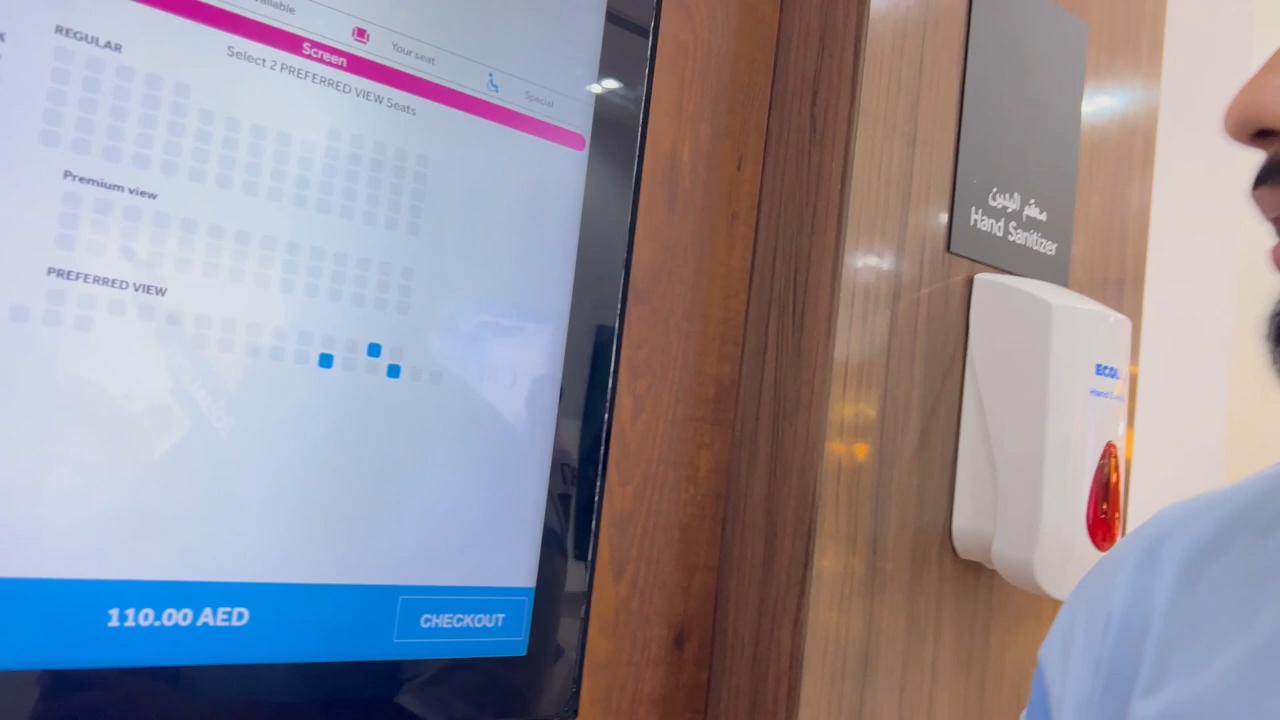 Your seat
Special
Screen
Select 2 PREFERRED VIEW Seats
REGULAR
Premium view
PREFERRED VIEW
110.00 AED
CHECKOUT
معقم اليدين
Hand Sanitizer
Hand